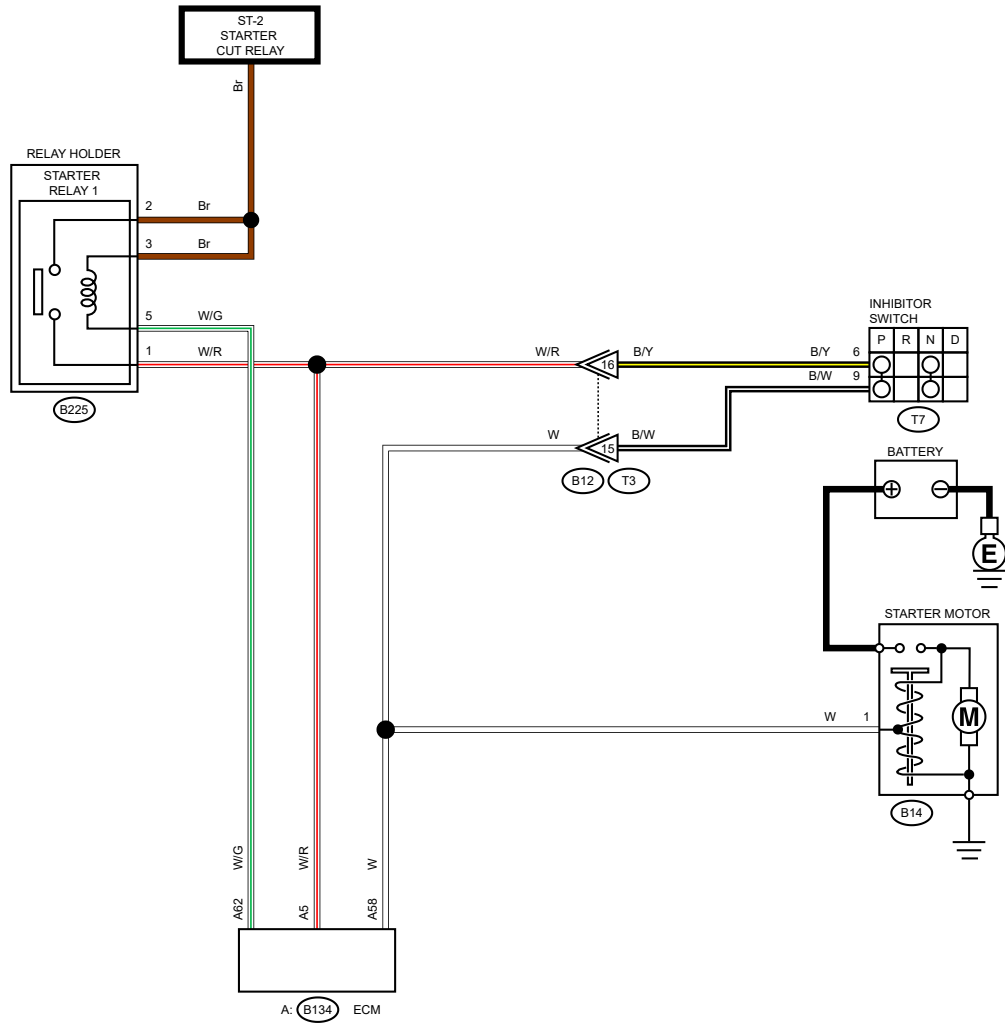 ST-2
STARTER
CUT RELAY
Br
RELAY HOLDER
STARTER
RELAY 1
2 Br
3 Br
5 W/G
1 W/R
B225
W/R 16 B/Y
B/Y 6
B/W 9
W 15 B/W
B12 T3
INHIBITOR
SWITCH
P R N D
T7
BATTERY
+ −
E
STARTER MOTOR
W 1
M
B14
W/G
W/R
W
A62
A5
A58
A: B134 ECM